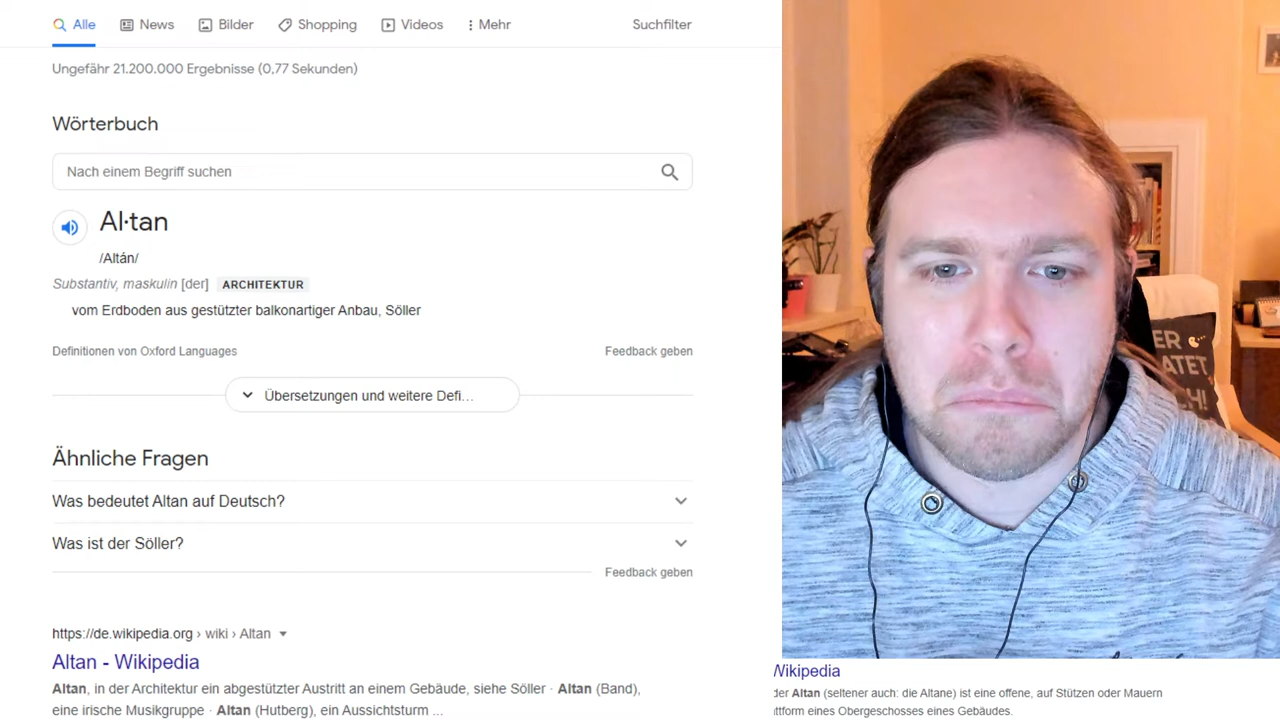 Alle News Bilder Shopping Videos Mehr Suchfilter
Ungefähr 21.200.000 Ergebnisse (0,77 Sekunden)
Wörterbuch
Nach einem Begriff suchen
Al·tan
/Altán/
Substantiv, maskulin [der] ARCHITEKTUR
vom Erdboden aus gestützter balkonartiger Anbau, Söller
Definitionen von Oxford Languages Feedback geben
Übersetzungen und weitere Defi...
Ähnliche Fragen
Was bedeutet Altan auf Deutsch?
Was ist der Söller?
Feedback geben
https://de.wikipedia.org › wiki › Altan
Altan - Wikipedia
Altan, in der Architektur ein abgestützter Austritt an einem Gebäude, siehe Söller · Altan (Band),
eine irische Musikgruppe · Altan (Hutberg), ein Aussichtsturm ...
Wikipedia
der Altan (seltener auch: die Altane) ist eine offene, auf Stützen oder Mauern
ttform eines Obergeschosses eines Gebäudes.
ER
ATET
CH!